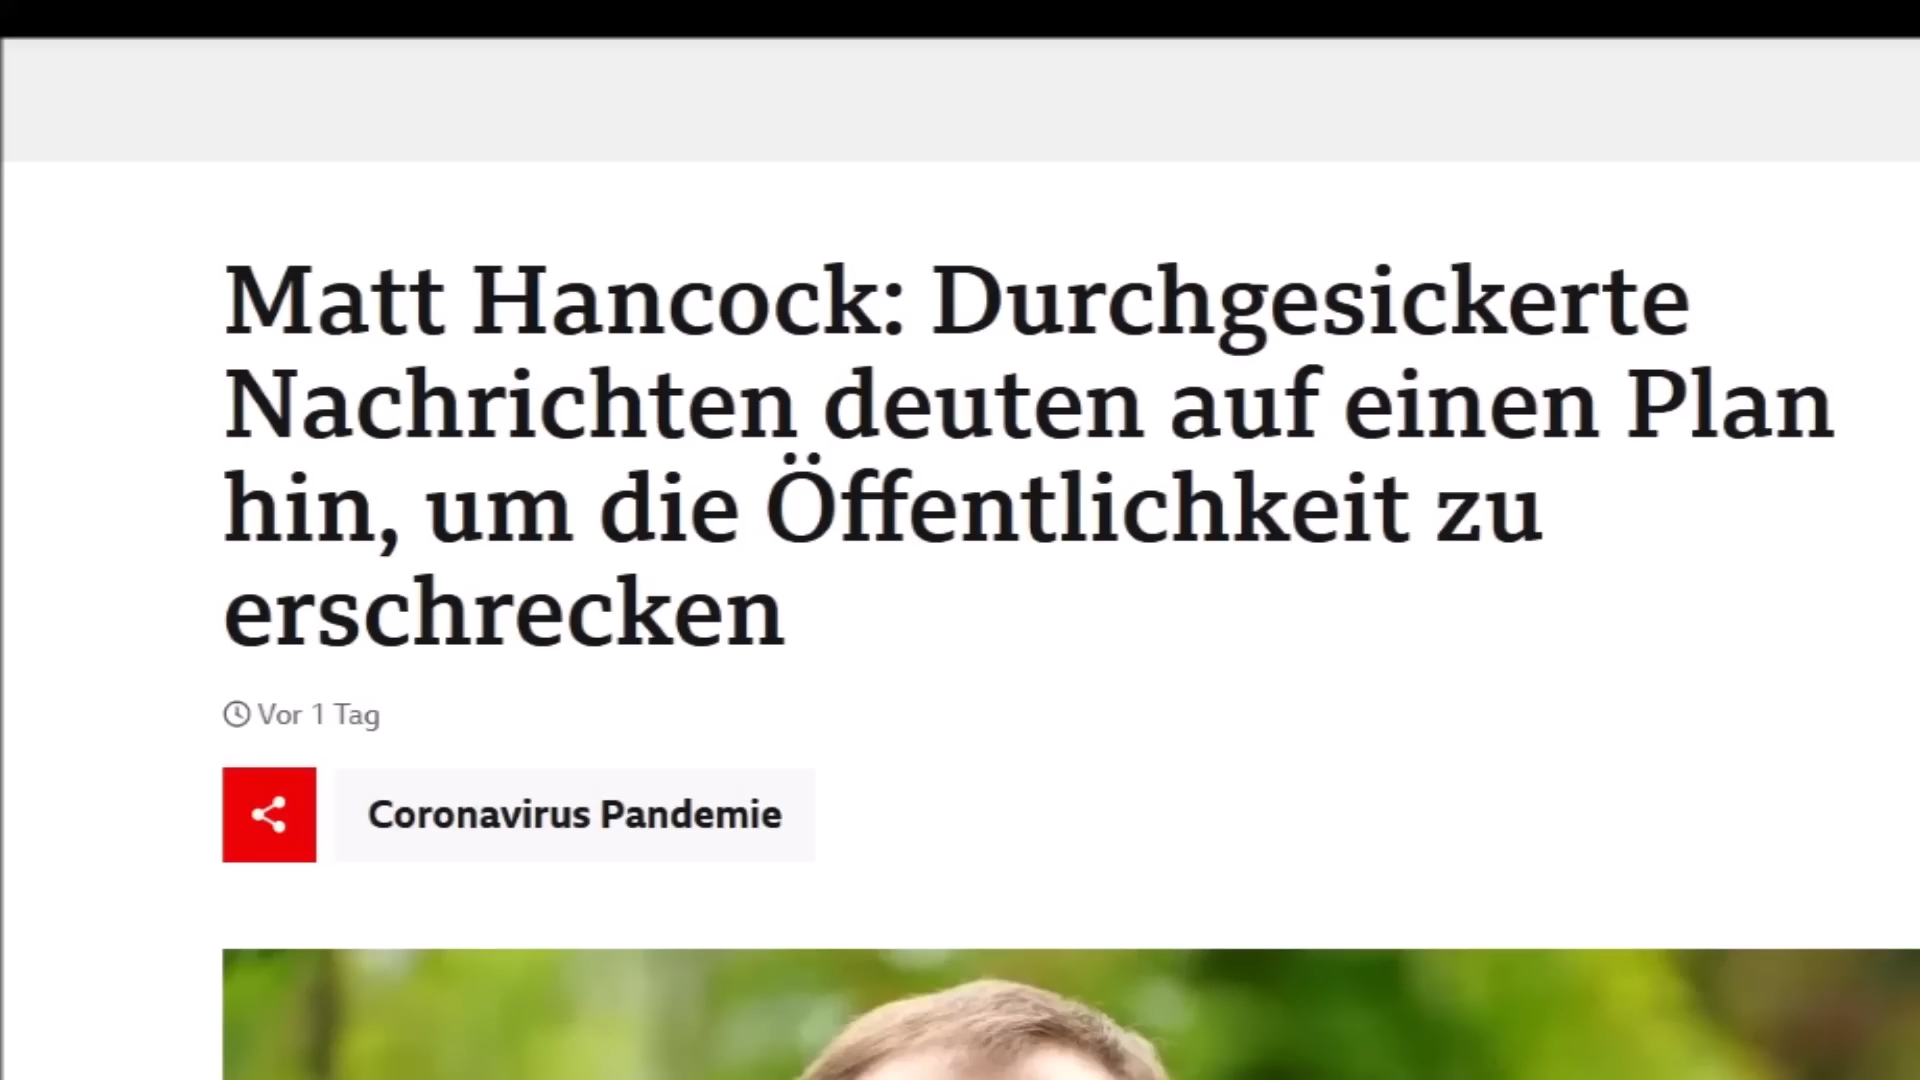 Matt Hancock: Durchgesickerte
Nachrichten deuten auf einen Plan
hin, um die Öffentlichkeit zu
erschrecken
Vor 1 Tag
Coronavirus Pandemie